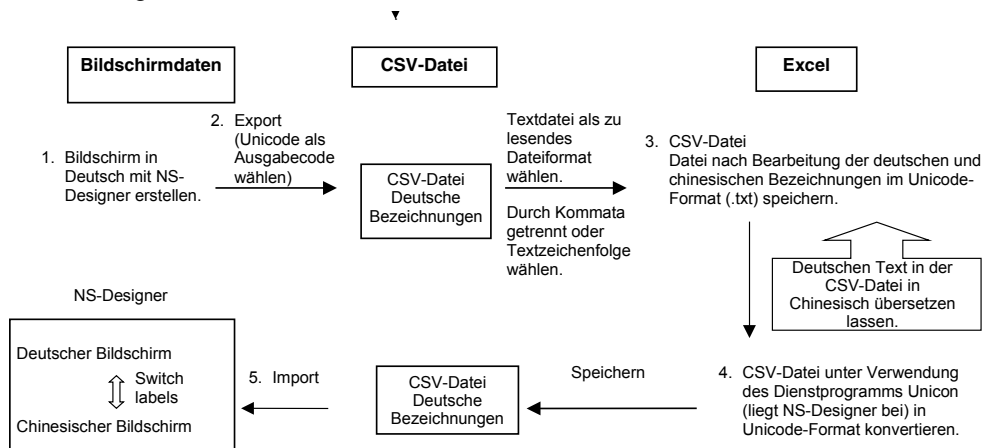 Bildschirmdaten
CSV-Datei
Excel
1. Bildschirm in
Deutsch mit NS-
Designer erstellen.
2. Export
(Unicode als
Ausgabecode
wählen)
CSV-Datei
Deutsche
Bezeichnungen
Textdatei als zu
lesendes
Dateiformat
wählen.
Durch Kommata
getrennt oder
Textzeichenfolge
wählen.
3. CSV-Datei
Datei nach Bearbeitung der deutschen und
chinesischen Bezeichnungen im Unicode-
Format (.txt) speichern.
Deutschen Text in der
CSV-Datei in
Chinesisch übersetzen
lassen.
4. CSV-Datei unter Verwendung
des Dienstprogramms Unicon
(liegt NS-Designer bei) in
Unicode-Format konvertieren.
Speichern
CSV-Datei
Deutsche
Bezeichnungen
5. Import
NS-Designer
Deutscher Bildschirm
Switch
labels
Chinesischer Bildschirm